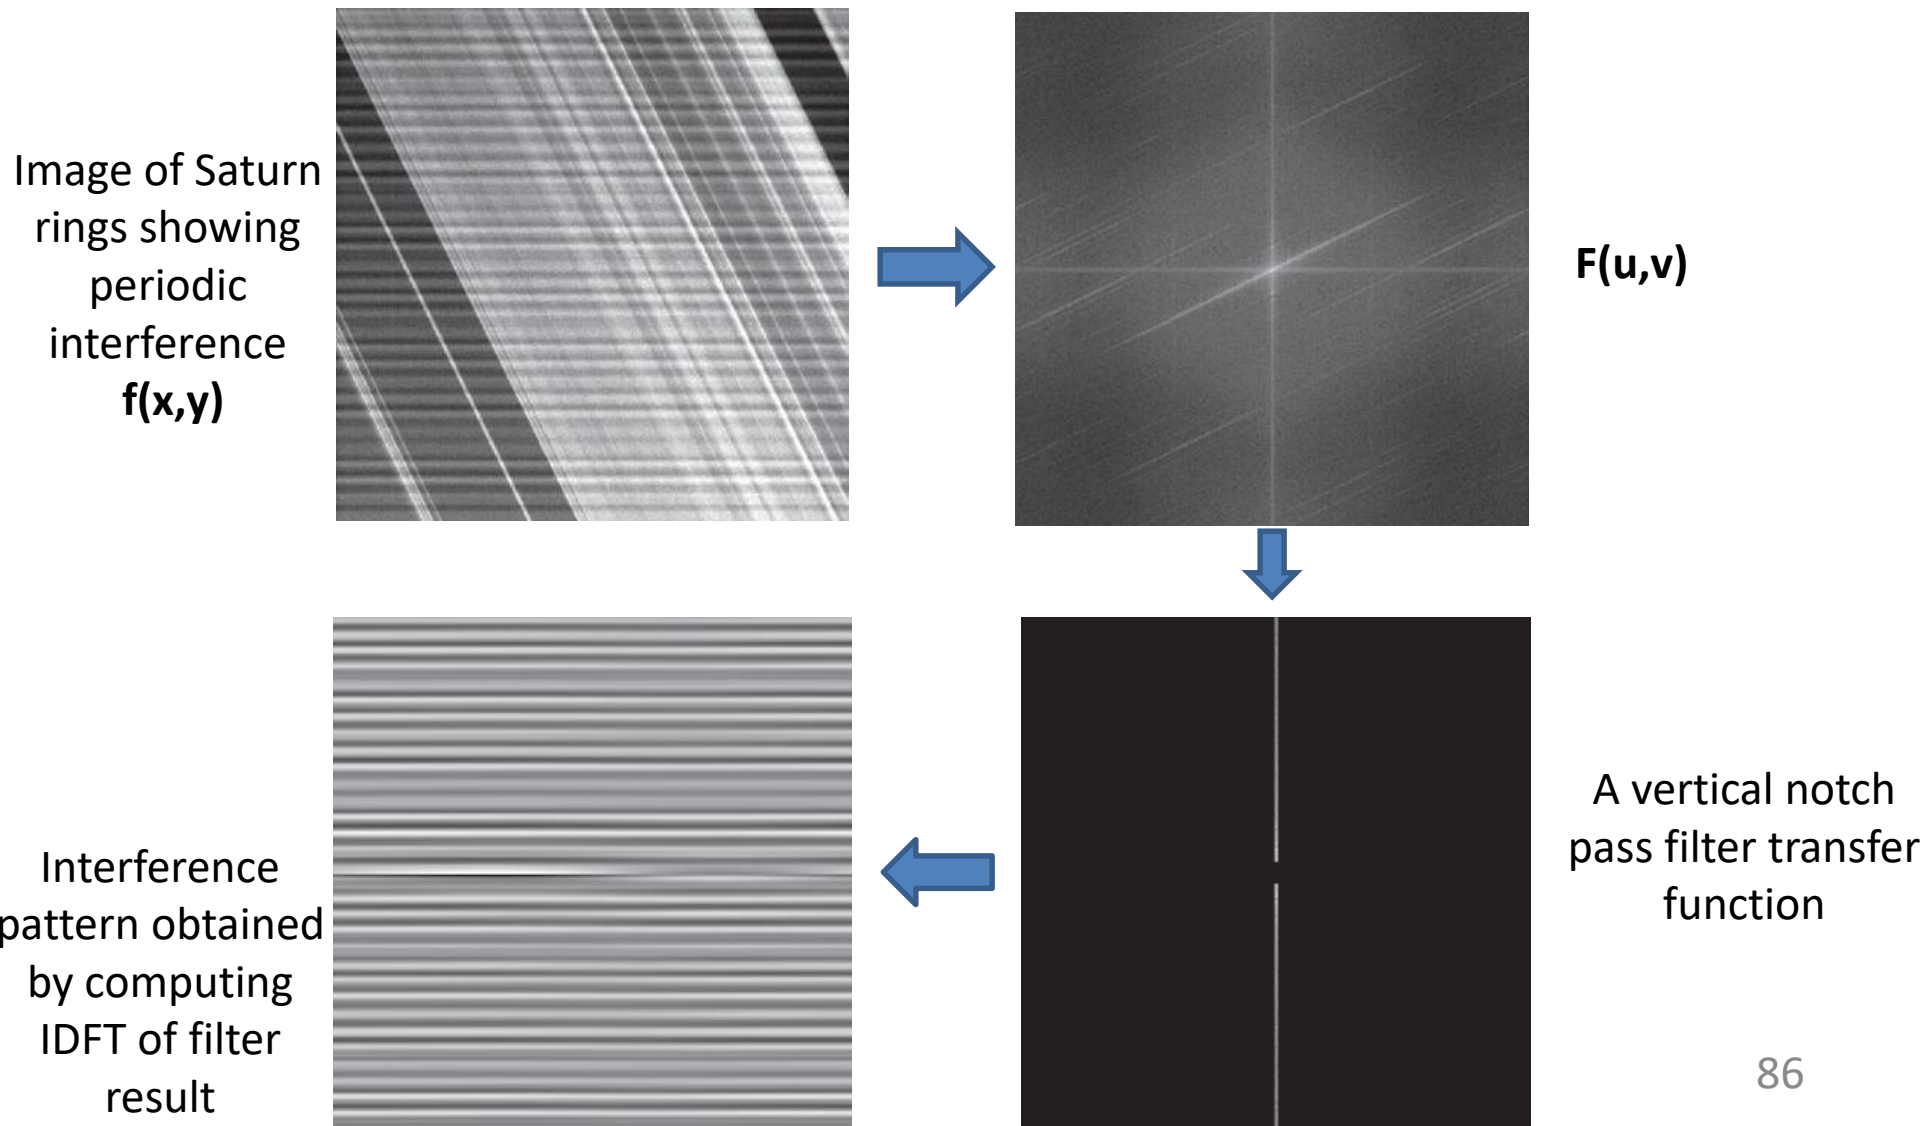 Image of Saturn
rings showing
periodic
interference
f(x,y)
F(u,v)
A vertical notch
pass filter transfer
function
Interference
pattern obtained
by computing
IDFT of filter
result
86